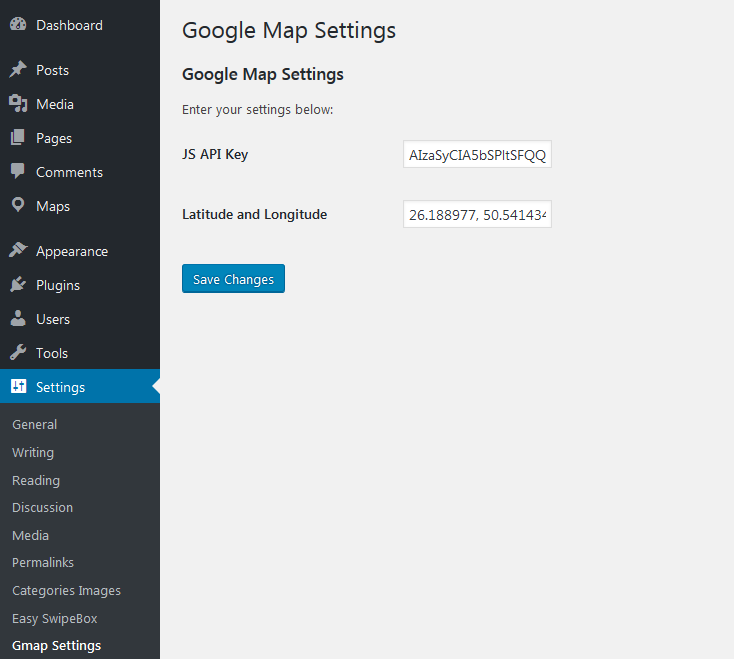 Dashboard
Posts
Media
Pages
Comments
Maps
Appearance
Plugins
Users
Tools
Settings
General
Writing
Reading
Discussion
Media
Permalinks
Categories Images
Easy SwipeBox
Gmap Settings
Google Map Settings
Google Map Settings
Enter your settings below:
JS API Key
AIzaSyCIA5bSPltSFQQ
Latitude and Longitude
26.188977, 50.541434
Save Changes